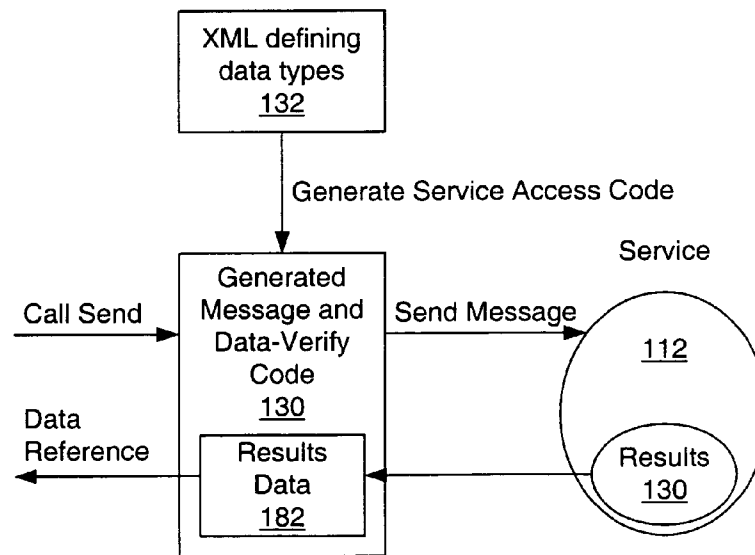 XML defining
data types
132
Generate Service Access Code
Service
Call Send
Generated
Message and
Data-Verify
Code
130
Send Message
112
Data
Reference
Results
Data
182
Results
130